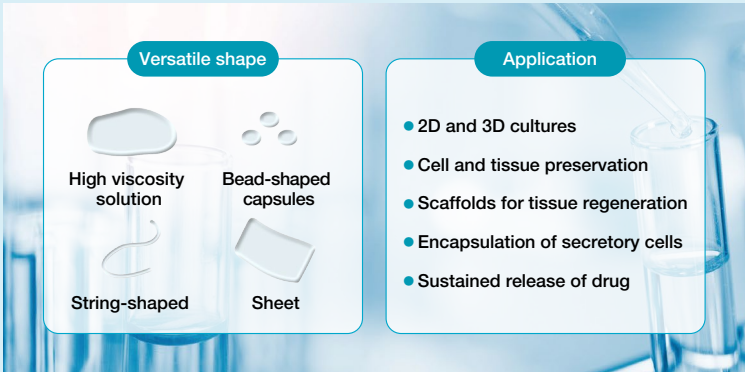 Versatile shape
High viscosity
solution
Bead-shaped
capsules
String-shaped
Sheet
Application
● 2D and 3D cultures
● Cell and tissue preservation
● Scaffolds for tissue regeneration
● Encapsulation of secretory cells
● Sustained release of drug